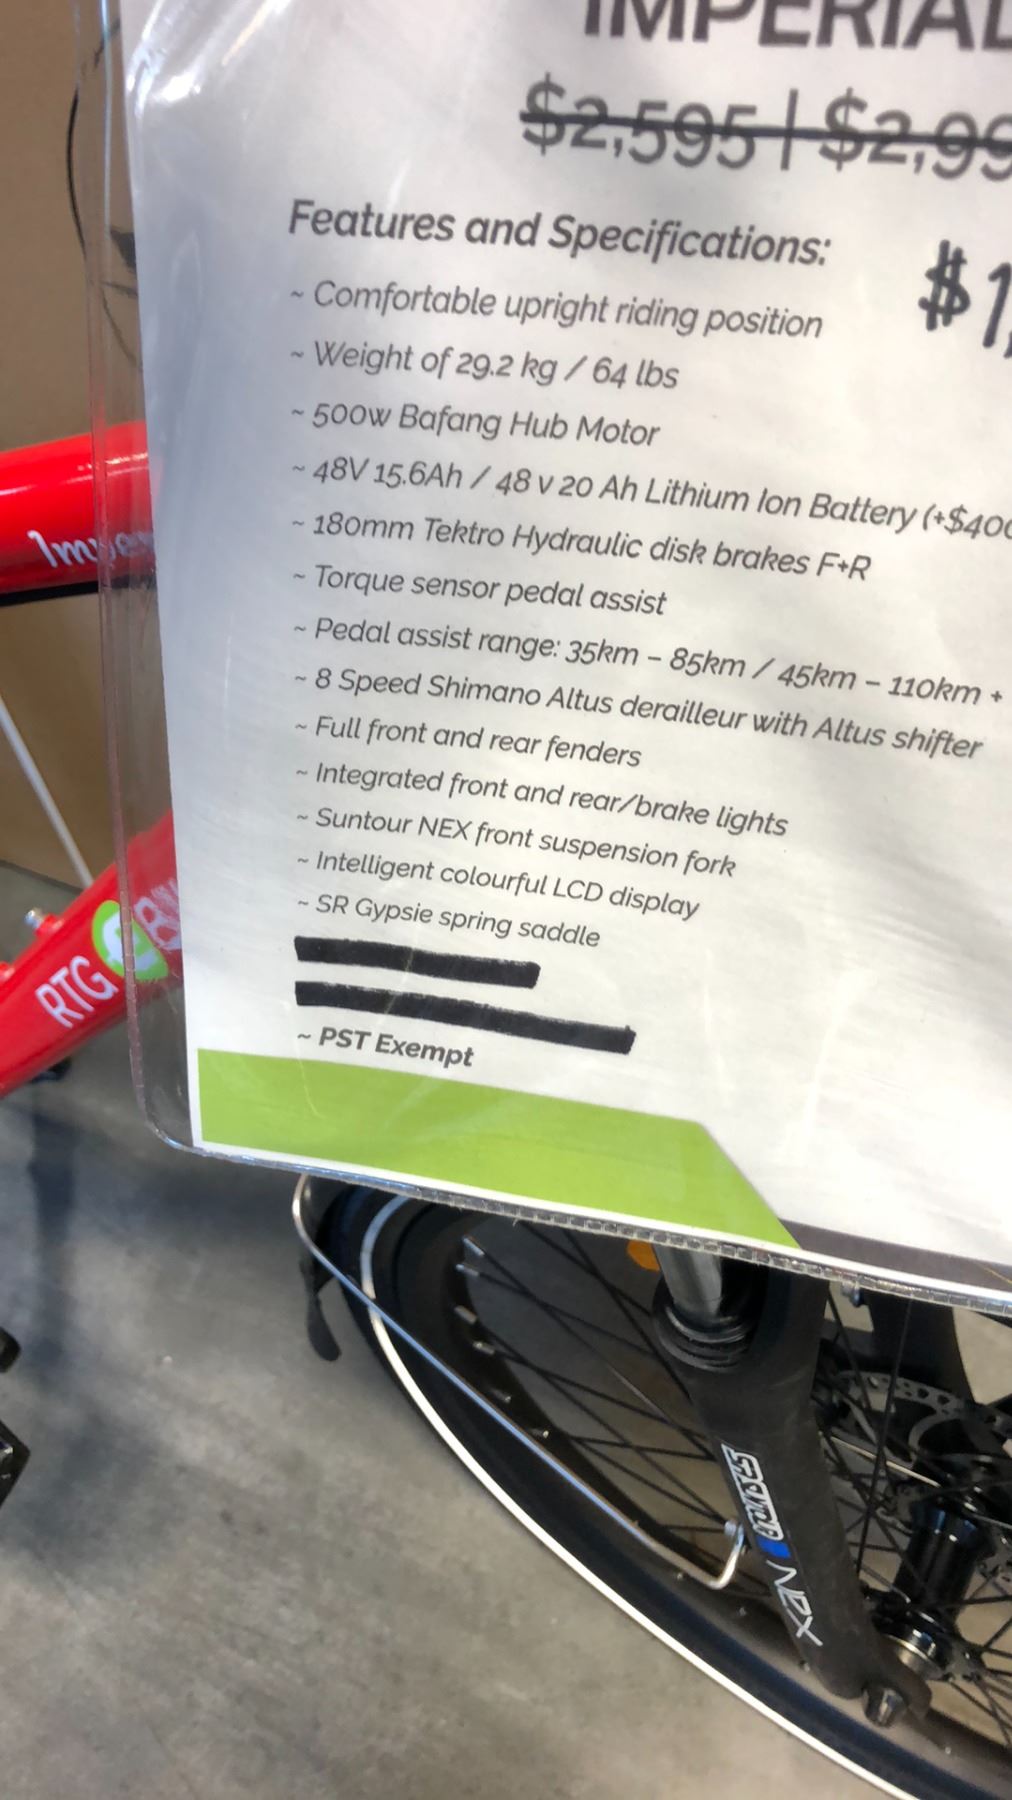 IMPERIAL
$2,595 | $2,99
Features and Specifications:
$1,
~ Comfortable upright riding position
~ Weight of 29.2 kg / 64 lbs
~ 500w Bafang Hub Motor
~ 48V 15.6Ah / 48 v 20 Ah Lithium Ion Battery (+$400
~ 180mm Tektro Hydraulic disk brakes F+R
~ Torque sensor pedal assist
~ Pedal assist range: 35km – 85km / 45km – 110km +
~ 8 Speed Shimano Altus derailleur with Altus shifter
~ Full front and rear fenders
~ Integrated front and rear/brake lights
~ Suntour NEX front suspension fork
~ Intelligent colourful LCD display
~ SR Gypsie spring saddle
~ PST Exempt
Impe
RTG
NEX